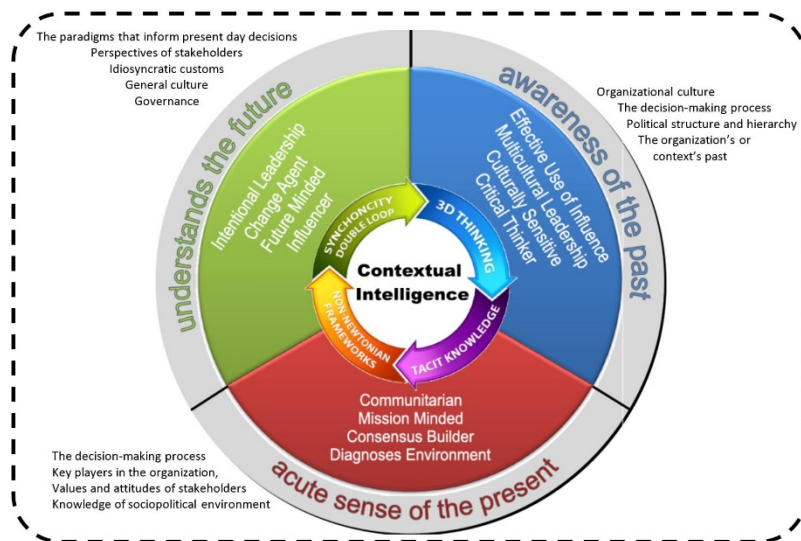 The paradigms that inform present day decisions
Perspectives of stakeholders
Idiosyncratic customs
General culture
Governance
Organizational culture
The decision-making process
Political structure and hierarchy
The organization's or
context's past
understands the future
awareness of the past
acute sense of the present
Intentional Leadership
Change Agent
Future Minded
Influencer
Effective Use of Influence
Multicultural Leadership
Culturally Sensitive
Critical Thinker
SYNCHONCITY
DOUBLE LOOP
3D THINKING
TACIT KNOWLEDGE
NON-NEWTONIAN
FRAMEWORKS
Contextual
Intelligence
Communitarian
Mission Minded
Consensus Builder
Diagnoses Environment
The decision-making process
Key players in the organization,
Values and attitudes of stakeholders
Knowledge of sociopolitical environment